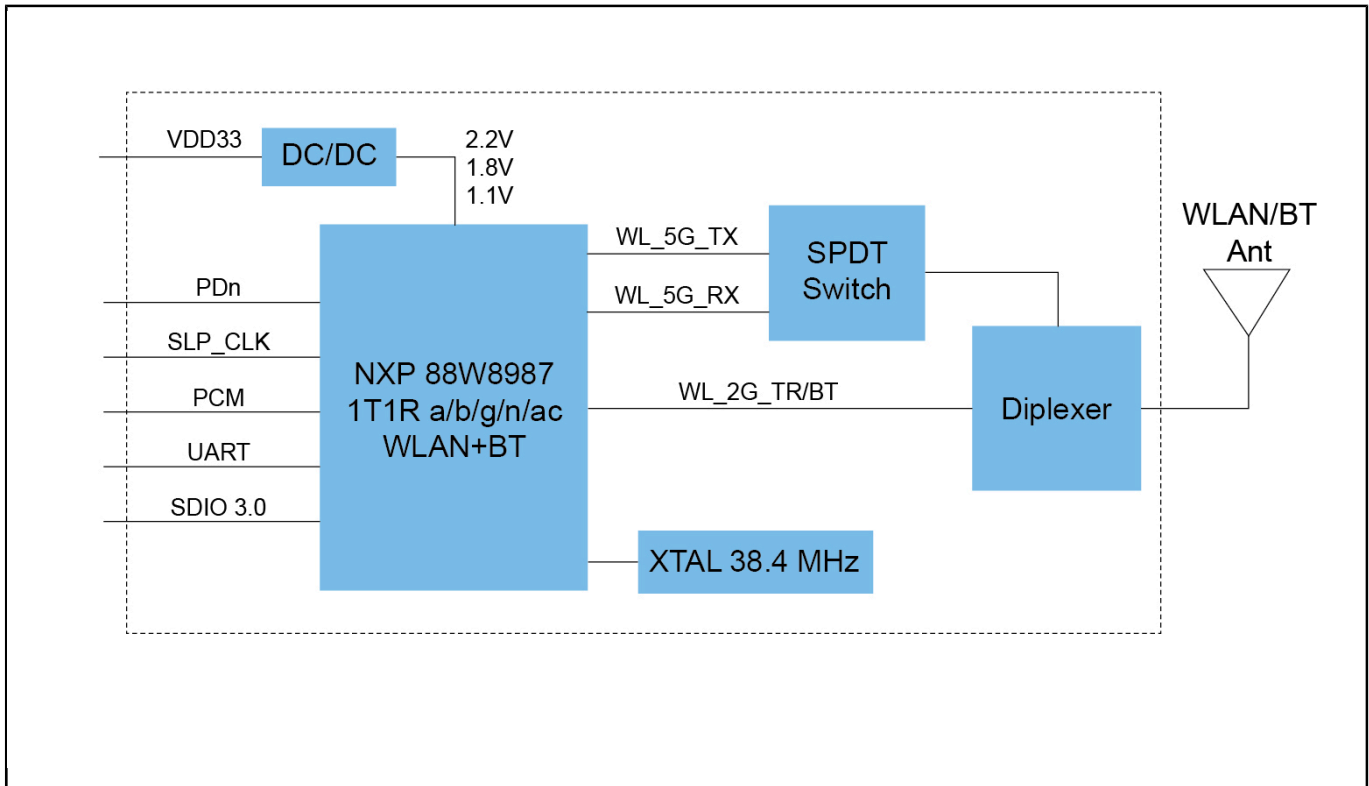 VDD33
DC/DC
2.2V
1.8V
1.1V
WLAN/BT
Ant
WL_5G_TX
WL_5G_RX
SPDT
Switch
PDn
SLP_CLK
PCM
UART
SDIO 3.0
NXP 88W8987
1T1R a/b/g/n/ac
WLAN+BT
WL_2G_TR/BT
Diplexer
XTAL 38.4 MHz